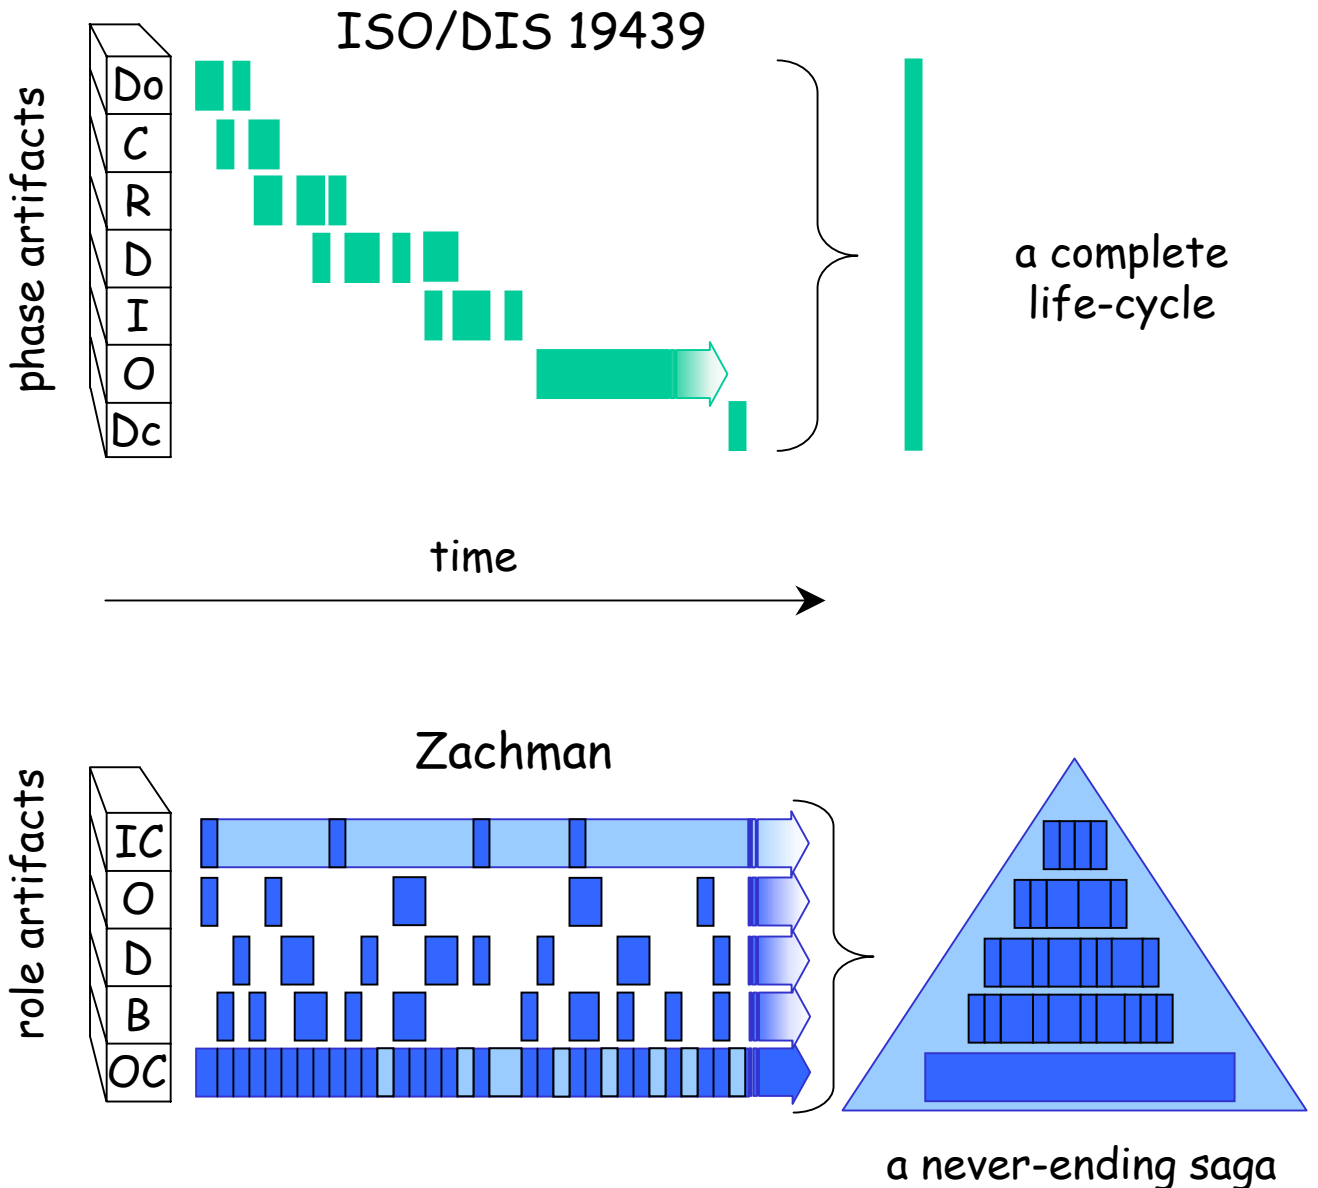 ISO/DIS 19439
phase artifacts
Do
C
R
D
I
O
Dc
a complete
life-cycle
time
Zachman
role artifacts
IC
O
D
B
OC
a never-ending saga